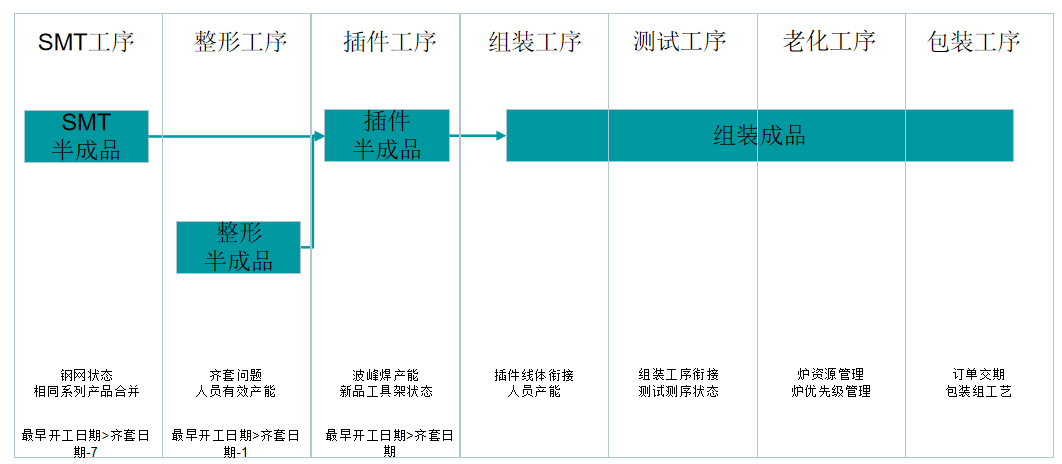 SMT工序
整形工序
插件工序
组装工序
测试工序
老化工序
包装工序
SMT
半成品
插件
半成品
组装成品
整形
半成品
钢网状态
相同系列产品合并
齐套问题
人员有效产能
波峰焊产能
新品工具架状态
插件线体衔接
人员产能
组装工序衔接
测试测序状态
炉资源管理
炉优先级管理
订单交期
包装组工艺
最早开工日期>齐套日
期-7
最早开工日期>齐套日
期-1
最早开工日期>齐套日
期